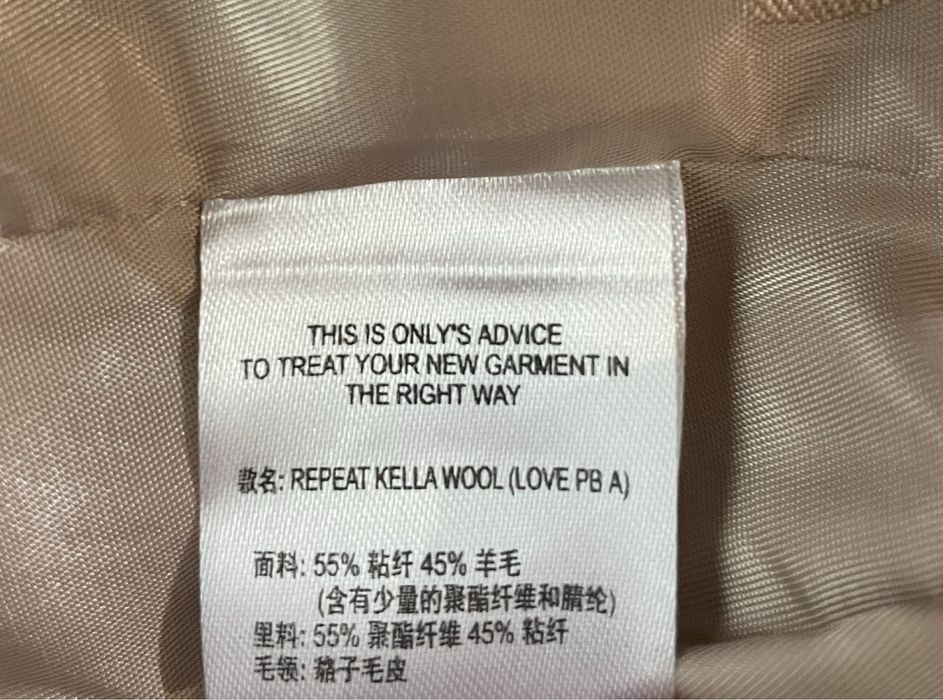 THIS IS ONLY'S ADVICE
TO TREAT YOUR NEW GARMENT IN
THE RIGHT WAY
款名: REPEAT KELLA WOOL (LOVE PB A)
面料: 55% 粘纤 45% 羊毛
(含有少量的聚酯纤维和腈纶)
里料: 55% 聚酯纤维 45% 粘纤
毛领: 貉子毛皮